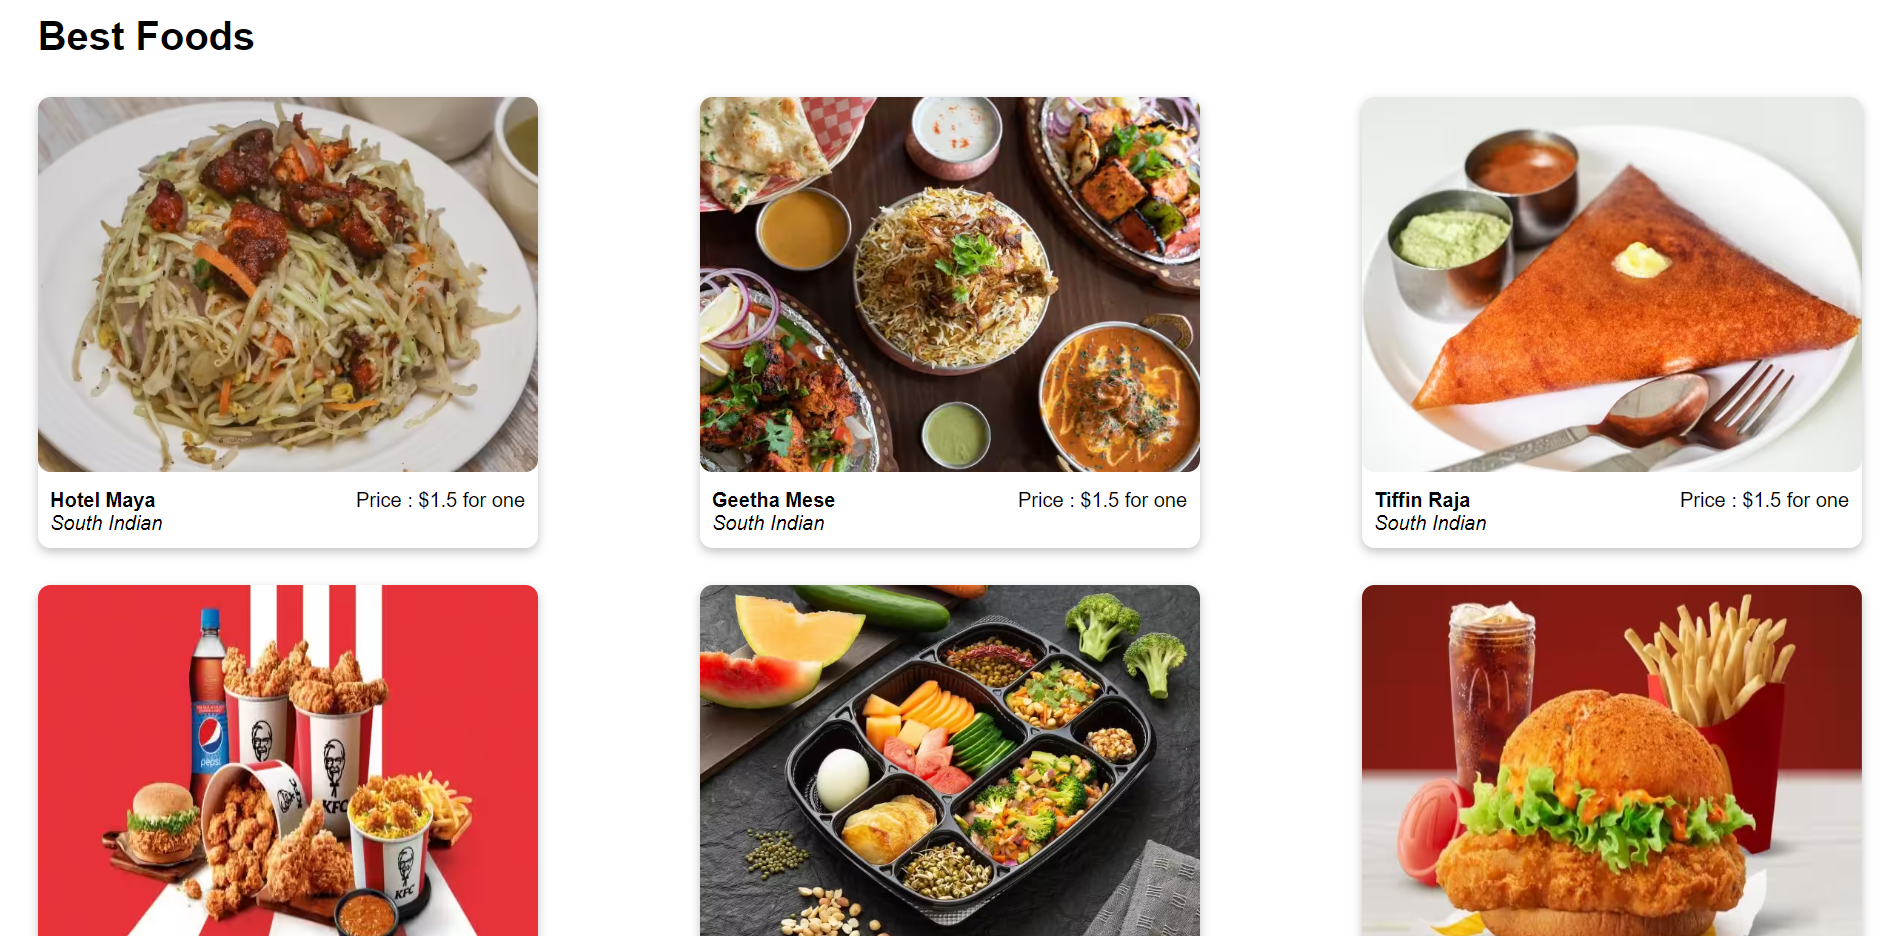 Best Foods
Hotel Maya
Price : $1.5 for one
South Indian
Geetha Mese
Price : $1.5 for one
South Indian
Tiffin Raja
Price : $1.5 for one
South Indian
pepsi
KFC
KFC